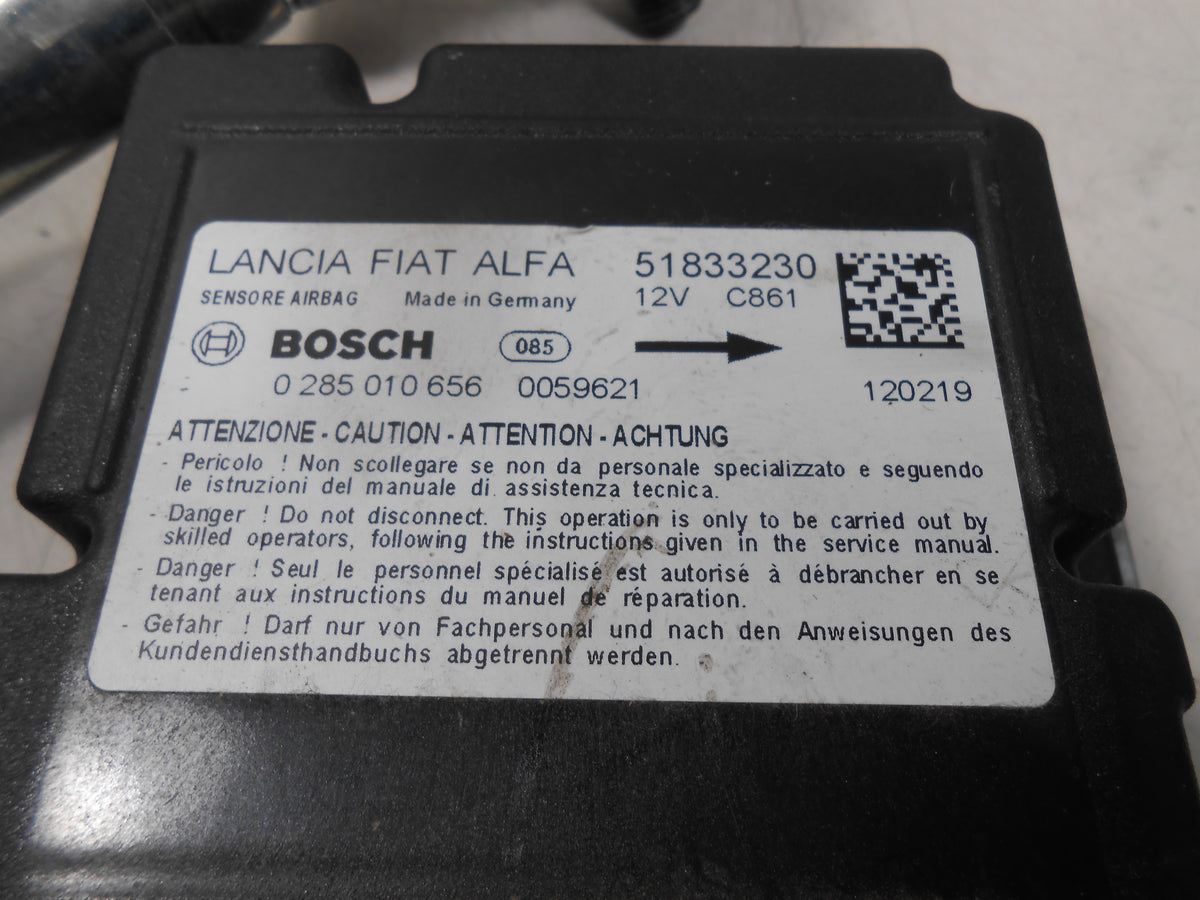 LANCIA FIAT ALFA 51833230
SENSORE AIRBAG Made in Germany 12V C861
BOSCH 085
0 285 010 656 0059621 120219
ATTENZIONE - CAUTION - ATTENTION - ACHTUNG
- Pericolo ! Non scollegare se non da personale specializzato e seguendo
le istruzioni del manuale di assistenza tecnica.
- Danger ! Do not disconnect. This operation is only to be carried out by
skilled operators, following the instructions given in the service manual.
- Danger ! Seul le personnel spécialisé est autorisé à débrancher en se
tenant aux instructions du manuel de réparation.
- Gefahr ! Darf nur von Fachpersonal und nach den Anweisungen des
Kundendiensthandbuchs abgetrennt werden.